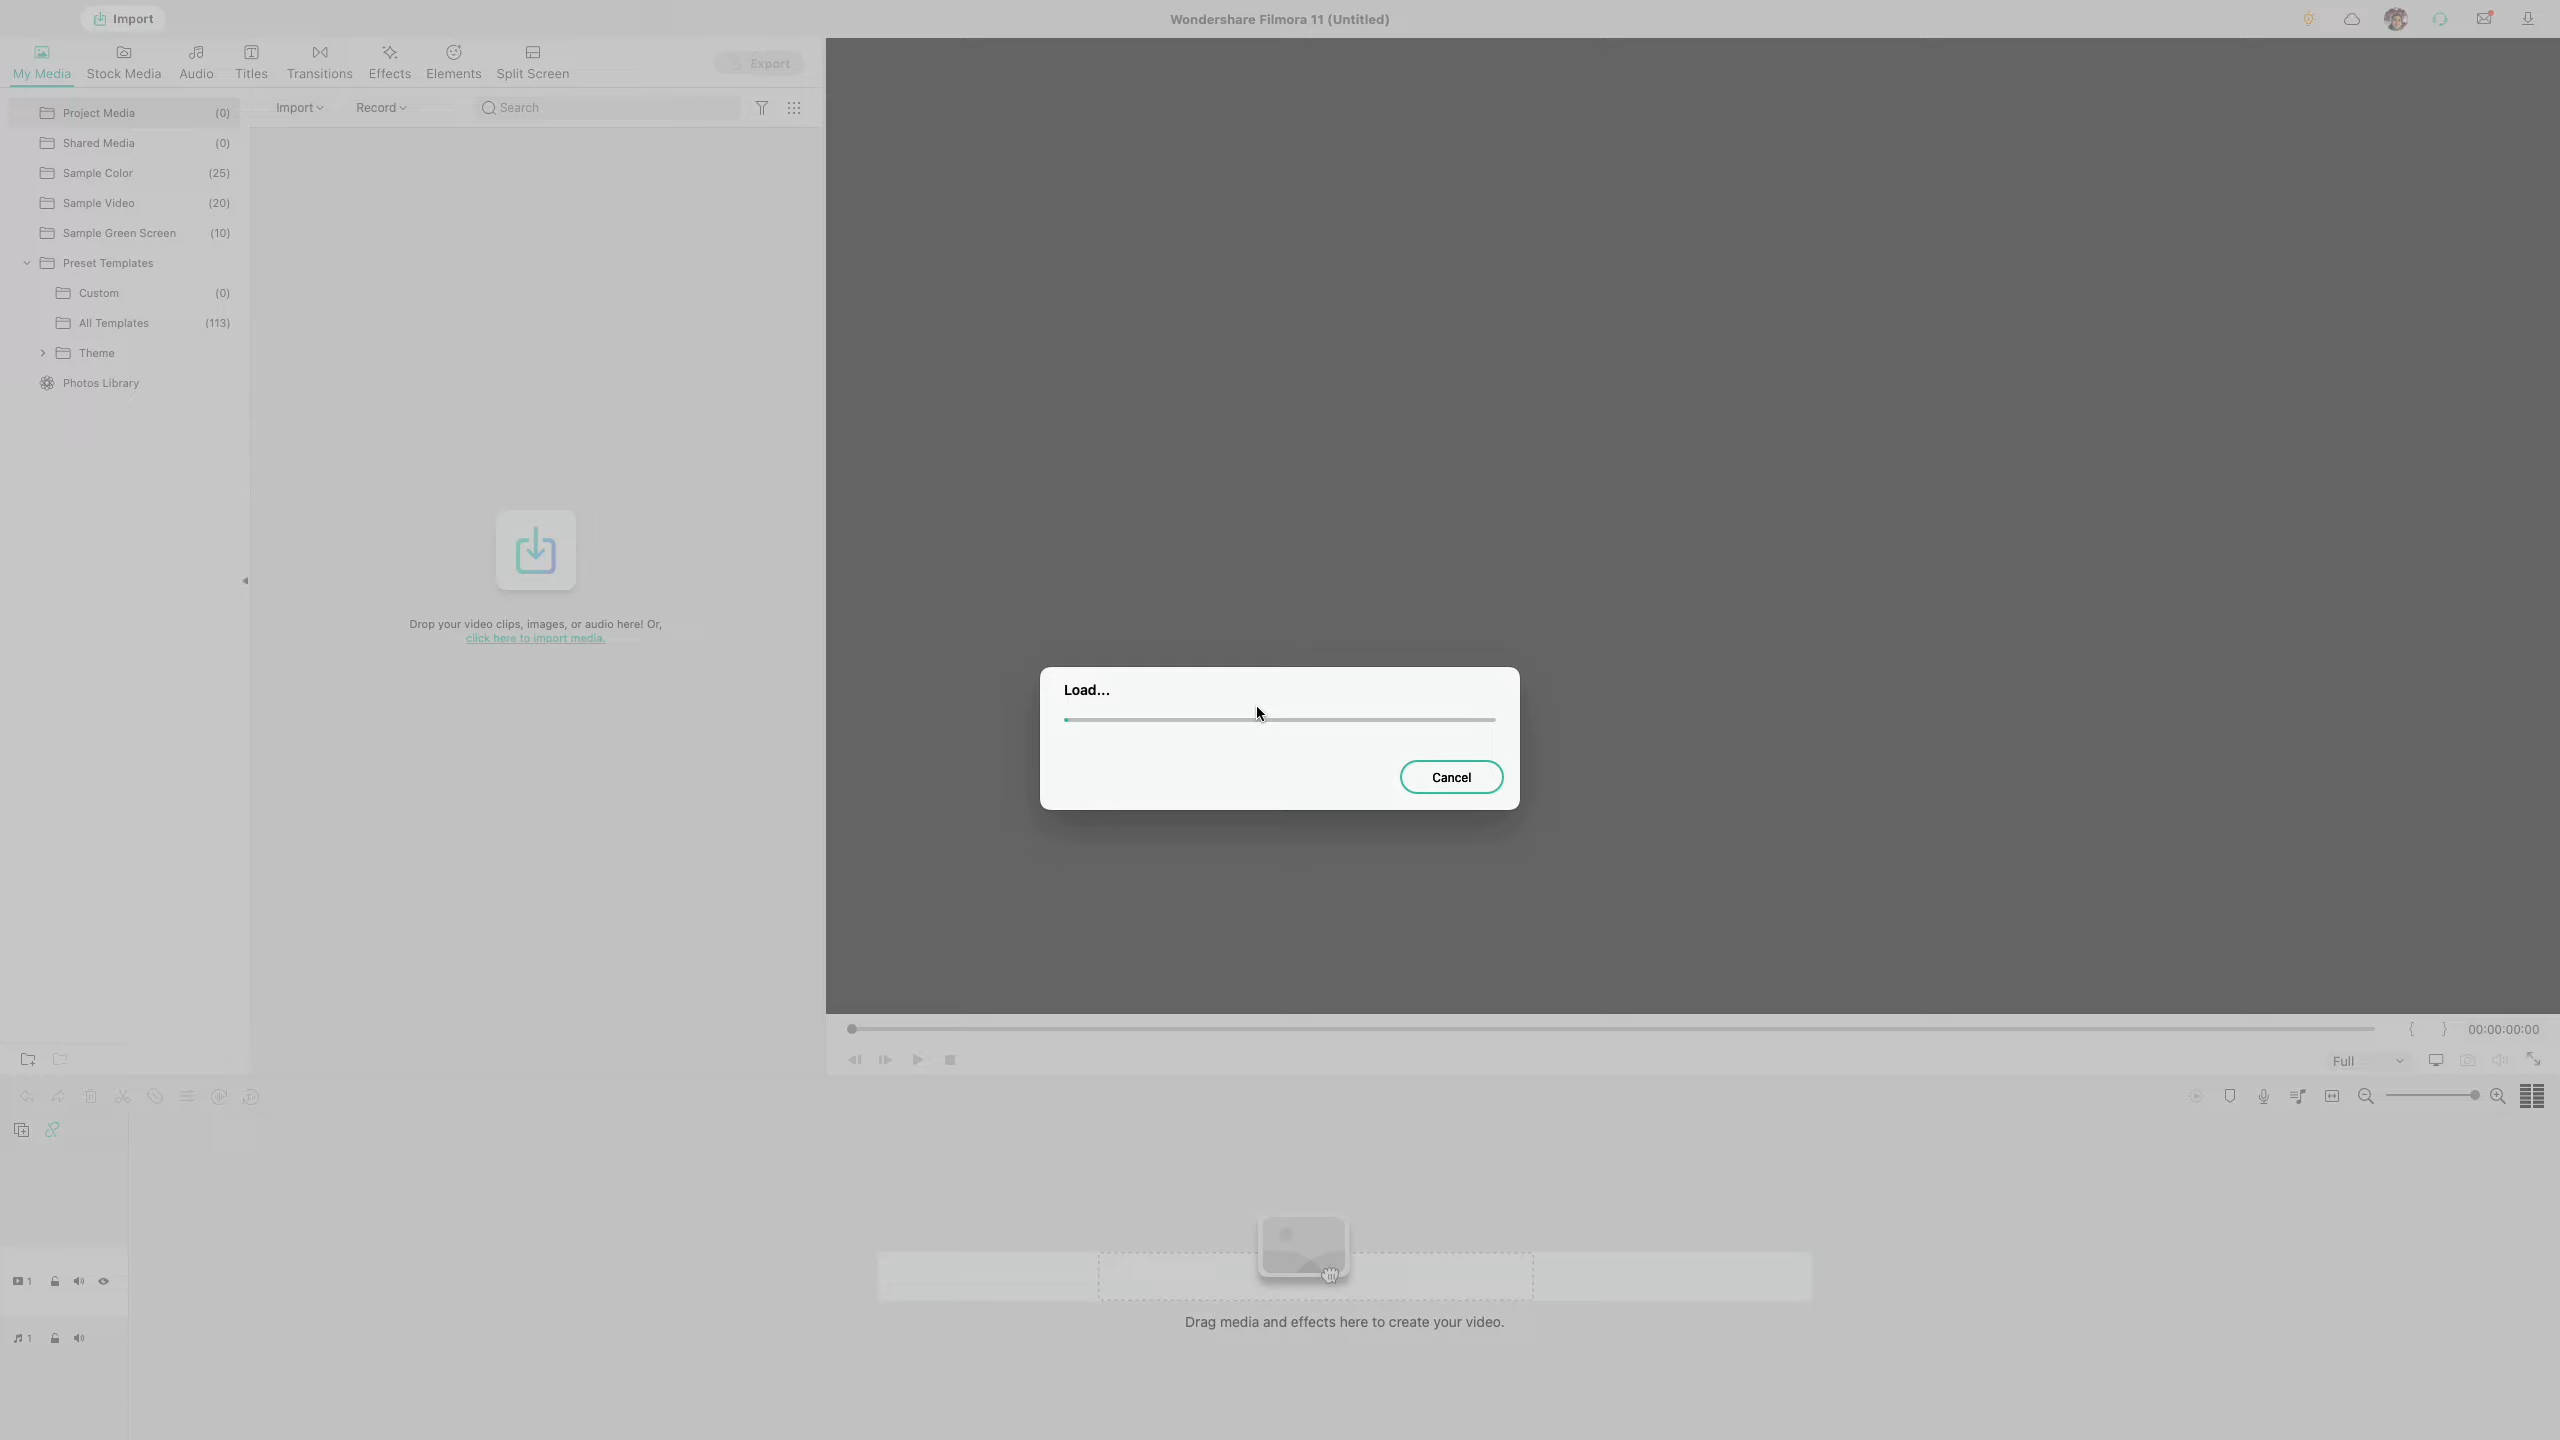 Import
Wondershare Filmora 11 (Untitled)
My Media
Stock Media
Audio
Titles
Transitions
Effects
Elements
Split Screen
Export
Import
Record
Search
Project Media (0)
Shared Media (0)
Sample Color (25)
Sample Video (20)
Sample Green Screen (10)
Preset Templates
Custom (0)
All Templates (113)
Theme
Photos Library
Drop your video clips, images, or audio here! Or,
click here to import media.
Load...
Cancel
{ } 00:00:00:00
Full
1
1
Drag media and effects here to create your video.